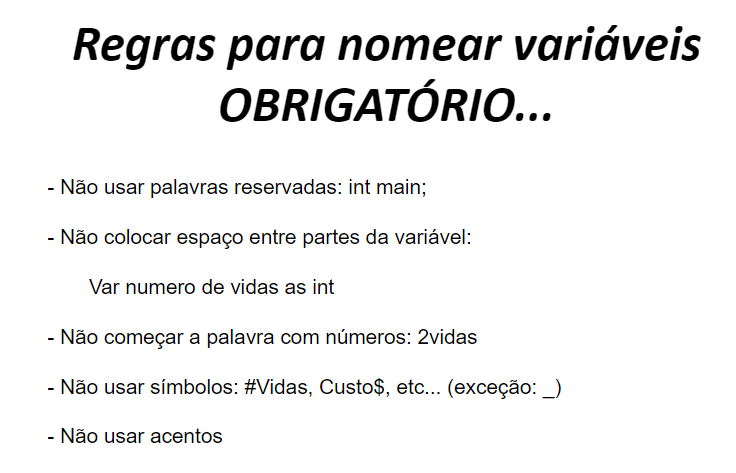 Regras para nomear variáveis
OBRIGATÓRIO...
- Não usar palavras reservadas: int main;
- Não colocar espaço entre partes da variável:
Var numero de vidas as int
- Não começar a palavra com números: 2vidas
- Não usar símbolos: #Vidas, Custo$, etc... (exceção: _)
- Não usar acentos